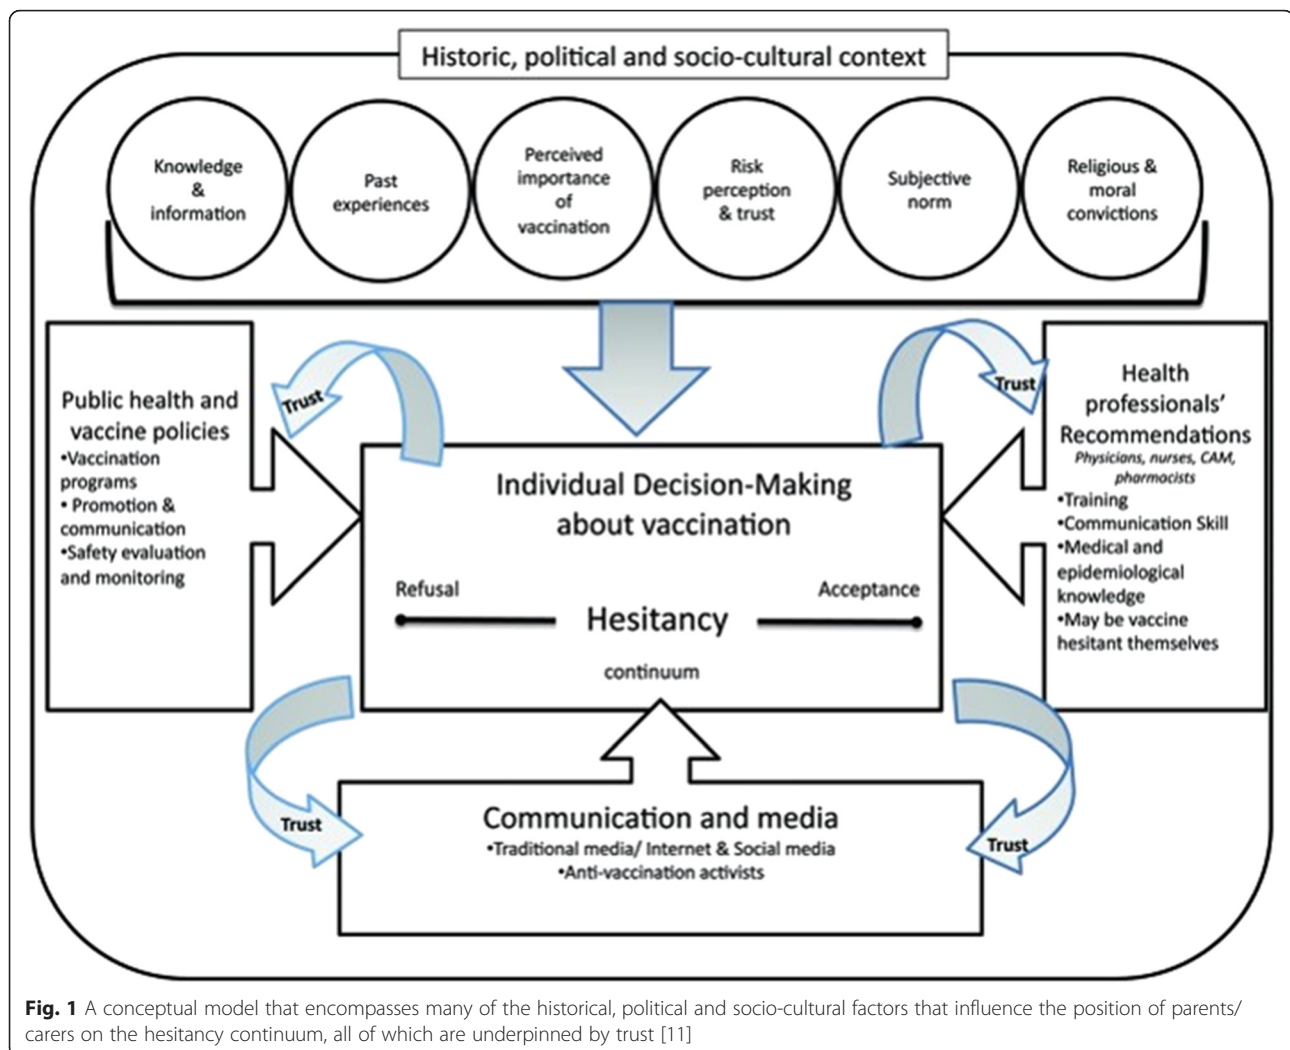 Historic, political and socio-cultural context
Knowledge
&
information
Past
experiences
Perceived
importance
of
vaccination
Risk
perception
& trust
Subjective
norm
Religious &
moral
convictions
Public health and
vaccine policies
•Vaccination
programs
• Promotion &
communication
•Safety evaluation
and monitoring
Trust
Trust
Health
professionals’
Recommendations
Physicians, nurses, CAM,
pharmocists
•Training
•Communication Skill
•Medical and
epidemiological
knowledge
•May be vaccine
hesitant themselves
Individual Decision-Making
about vaccination
Refusal
Acceptance
Hesitancy
continuum
Trust
Trust
Communication and media
•Traditional media/ Internet & Social media
•Anti-vaccination activists
Fig. 1 A conceptual model that encompasses many of the historical, political and socio-cultural factors that influence the position of parents/
carers on the hesitancy continuum, all of which are underpinned by trust [11]